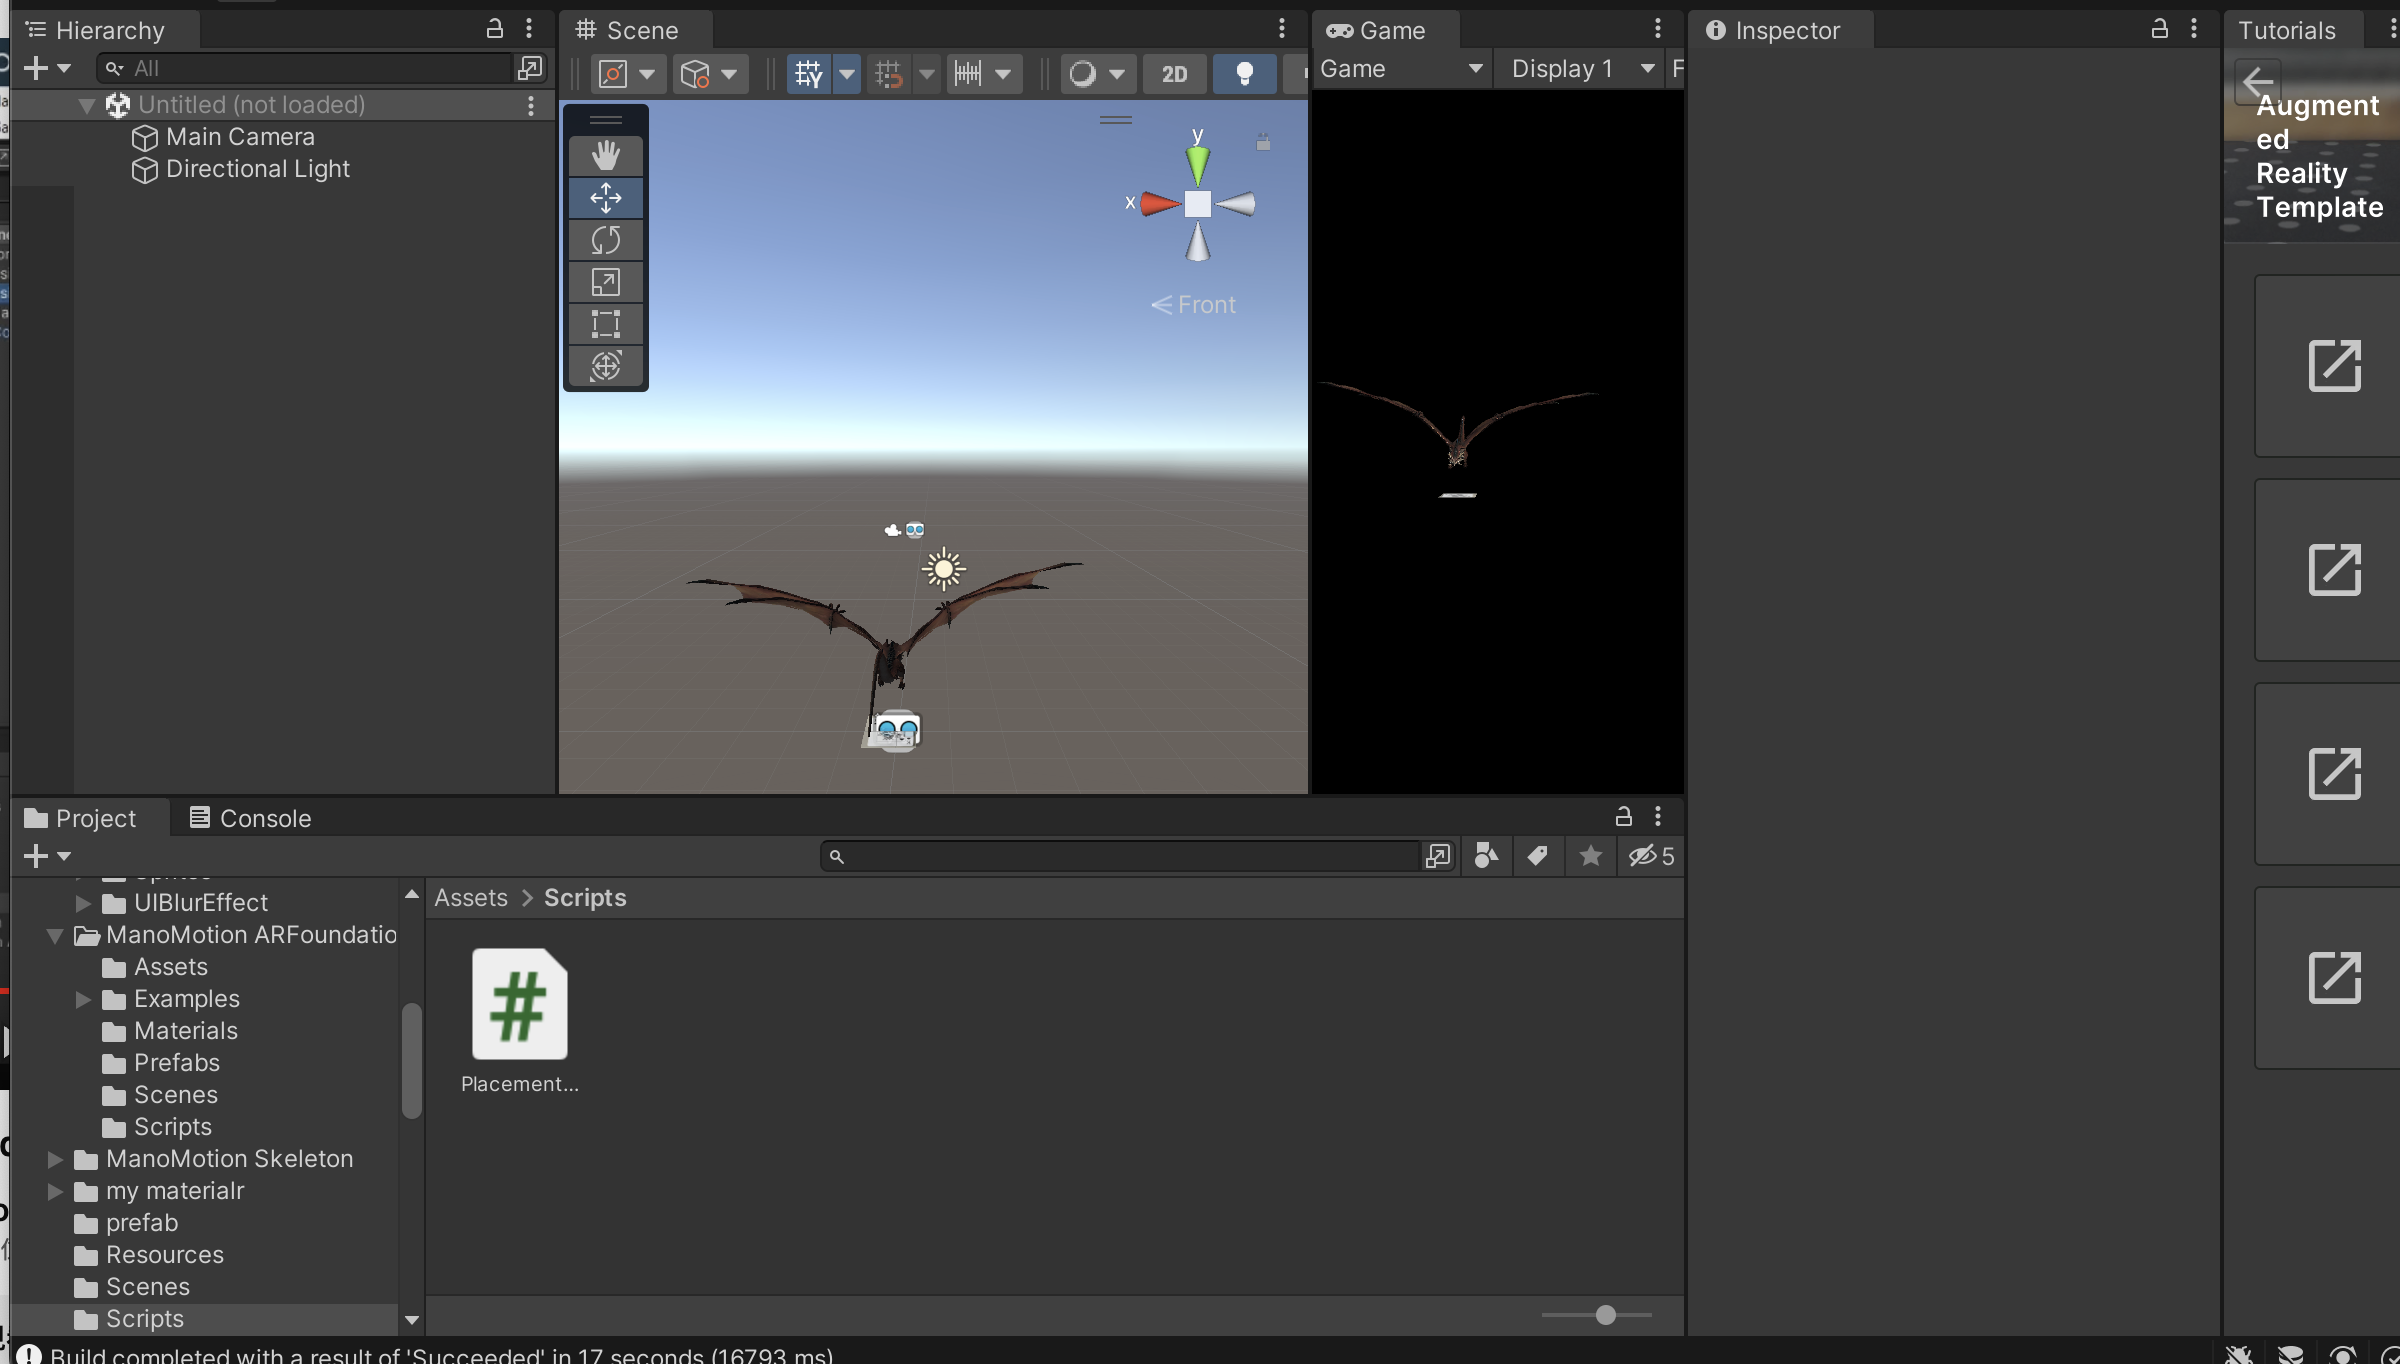 Hierarchy
Scene
Game
Inspector
Tutorials
All
2D
Game
Display 1
F
Untitled (not loaded)
Main Camera
Directional Light
y
x
Front
Augment
ed
Reality
Template
Project
Console
5
UIBlurEffect
ManoMotion ARFoundatio
Assets
Examples
Materials
Prefabs
Scenes
Scripts
ManoMotion Skeleton
my materialr
prefab
Resources
Scenes
Scripts
Assets > Scripts
#
Placement...
Build completed with a result of 'Succeeded' in 17 seconds (16793 ms)